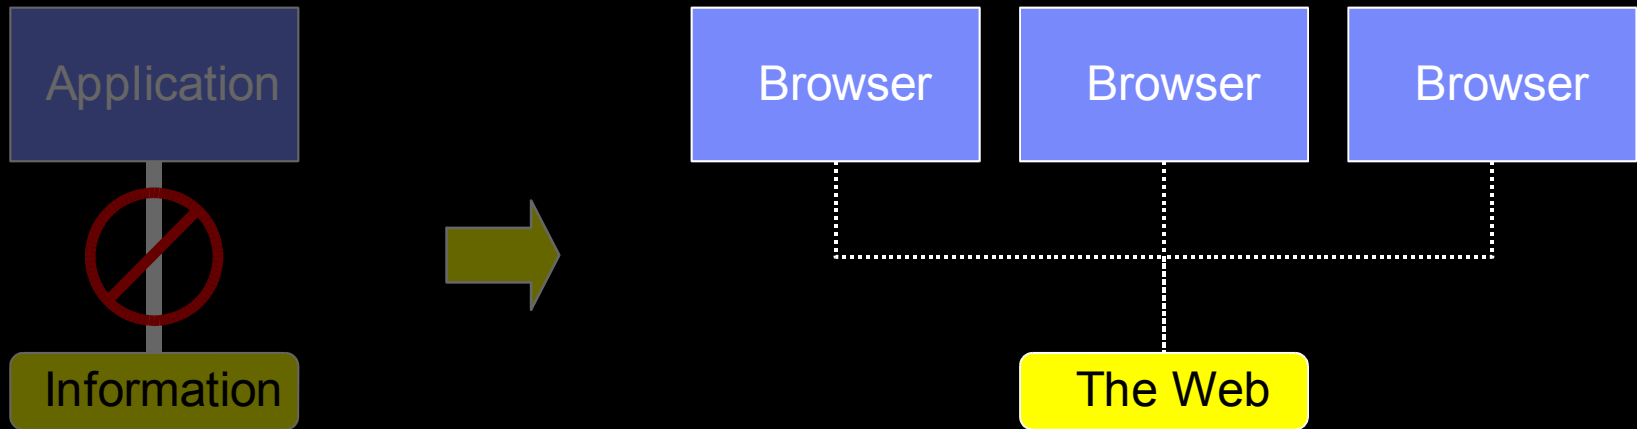 Application
Browser
Browser
Browser
Information
The Web